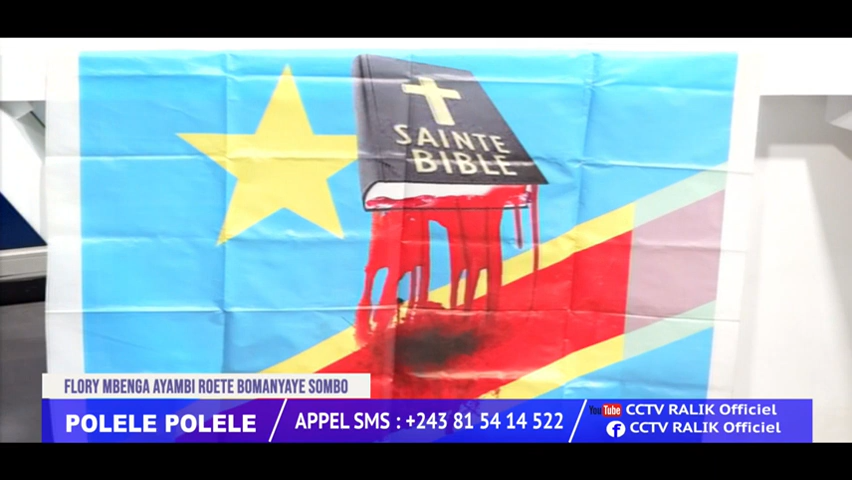 SAINTE
BIBLE
FLORY MBENGA AYAMBI ROETE BOMANYAYE SOMBO
POLELE POLELE
APPEL SMS : +243 81 54 14 522
YouTube CCTV RALIK Officiel
f CCTV RALIK Officiel